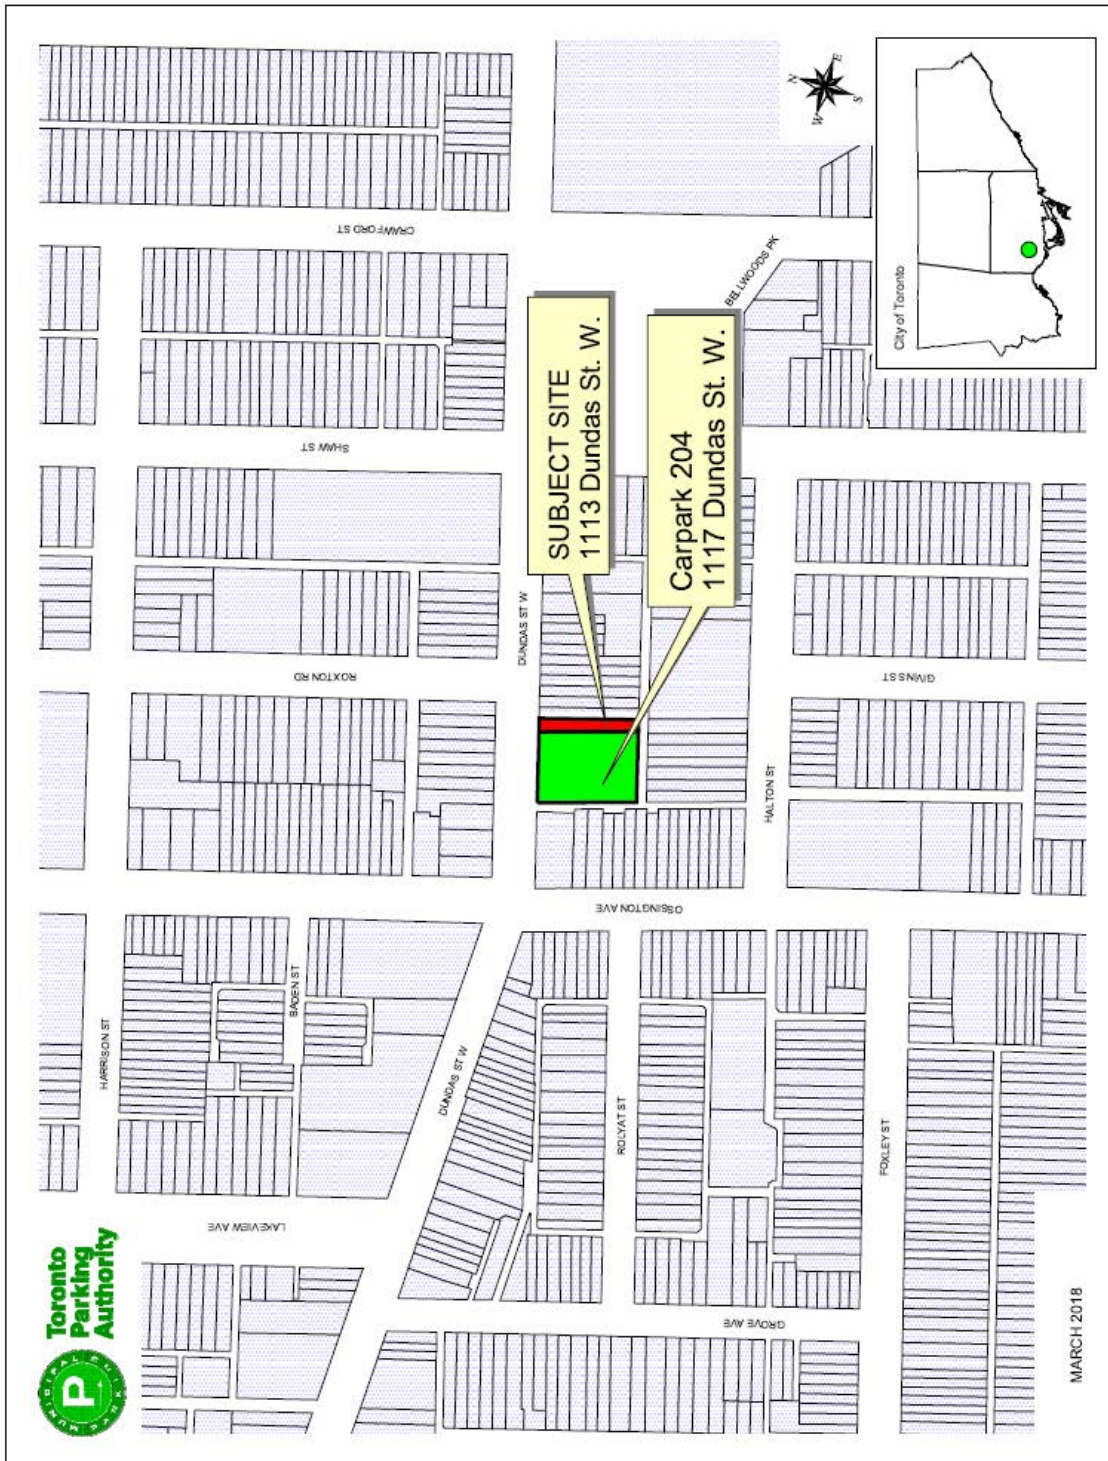 Toronto
Parking
Authority
P
CRAWFORD ST
SHAW ST
ROXTON RD
OSSINGTON AVE
LAKEVIEW AVE
HARRISON ST
BADEN ST
DUNDAS ST W
DUNDAS ST W
SUBJECT SITE
1113 Dundas St. W.
Carpark 204
1117 Dundas St. W.
BELLWOODS PK
HALTON ST
GIVINS ST
ROLYAT ST
FOXLEY ST
GROVE AVE
N
E
S
W
City of Toronto
MARCH 2018